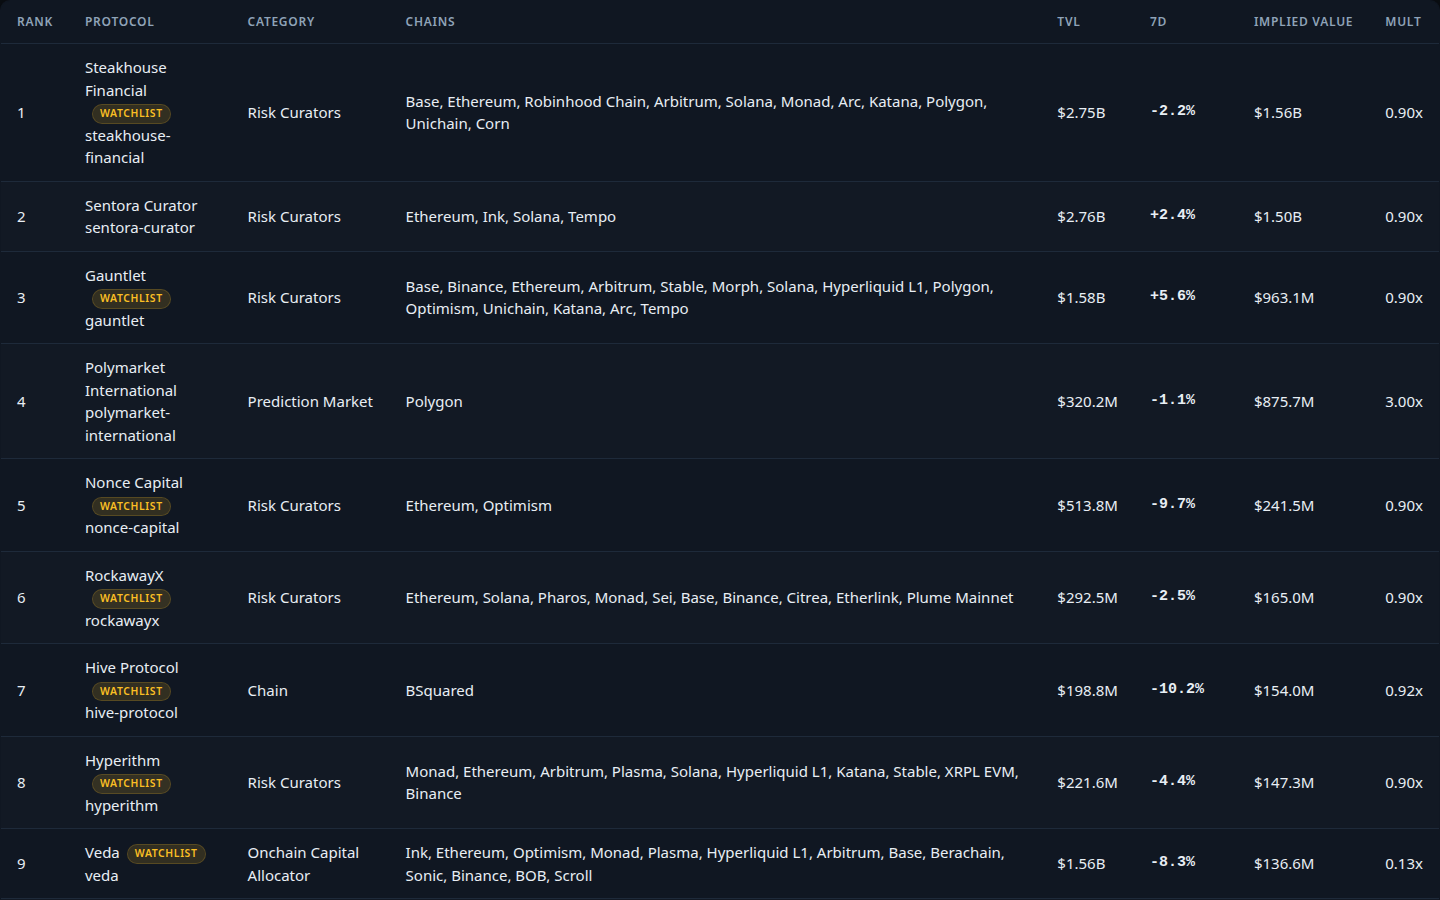 RANK PROTOCOL CATEGORY CHAINS TVL 7D IMPLIED VALUE MULT
Steakhouse
Financial
WATCHLIST
steakhouse-
financial
1 Risk Curators Base, Ethereum, Robinhood Chain, Arbitrum, Solana, Monad, Arc, Katana, Polygon,
Unichain, Corn
$2.75B -2.2% $1.56B 0.90x
2 Sentora Curator
sentora-curator
Risk Curators Ethereum, Ink, Solana, Tempo $2.76B +2.4% $1.50B 0.90x
3 Gauntlet
WATCHLIST
gauntlet
Risk Curators Base, Binance, Ethereum, Arbitrum, Stable, Morph, Solana, Hyperliquid L1, Polygon,
Optimism, Unichain, Katana, Arc, Tempo
$1.58B +5.6% $963.1M 0.90x
4 Polymarket
International
polymarket-
international
Prediction Market Polygon $320.2M -1.1% $875.7M 3.00x
5 Nonce Capital
WATCHLIST
nonce-capital
Risk Curators Ethereum, Optimism $513.8M -9.7% $241.5M 0.90x
6 RockawayX
WATCHLIST
rockawayx
Risk Curators Ethereum, Solana, Pharos, Monad, Sei, Base, Binance, Citrea, Etherlink, Plume Mainnet $292.5M -2.5% $165.0M 0.90x
7 Hive Protocol
WATCHLIST
hive-protocol
Chain BSquared $198.8M -10.2% $154.0M 0.92x
8 Hyperithm
WATCHLIST
hyperithm
Risk Curators Monad, Ethereum, Arbitrum, Plasma, Solana, Hyperliquid L1, Katana, Stable, XRPL EVM,
Binance
$221.6M -4.4% $147.3M 0.90x
9 Veda WATCHLIST
veda
Onchain Capital
Allocator
Ink, Ethereum, Optimism, Monad, Plasma, Hyperliquid L1, Arbitrum, Base, Berachain,
Sonic, Binance, BOB, Scroll
$1.56B -8.3% $136.6M 0.13x